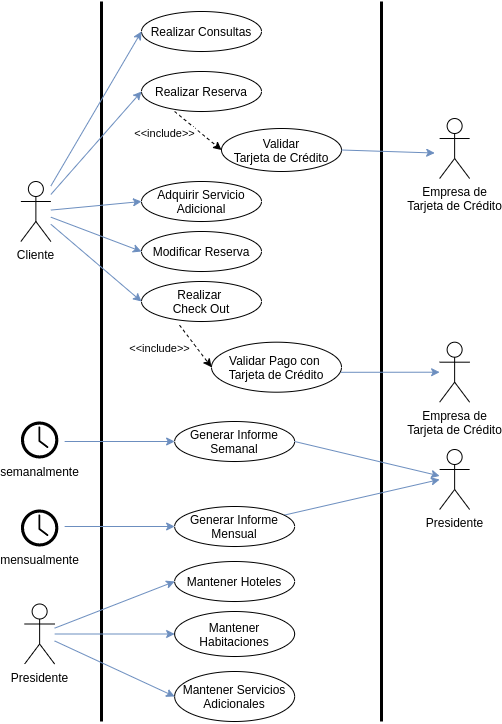 Realizar Consultas
Realizar Reserva
<<include>>
Validar
Tarjeta de Crédito
Empresa de
Tarjeta de Crédito
Adquirir Servicio
Adicional
Cliente
Modificar Reserva
Realizar
Check Out
<<include>>
Validar Pago con
Tarjeta de Crédito
Empresa de
Tarjeta de Crédito
Generar Informe
Semanal
semanalmente
Presidente
Generar Informe
Mensual
mensualmente
Mantener Hoteles
Mantener
Habitaciones
Presidente
Mantener Servicios
Adicionales